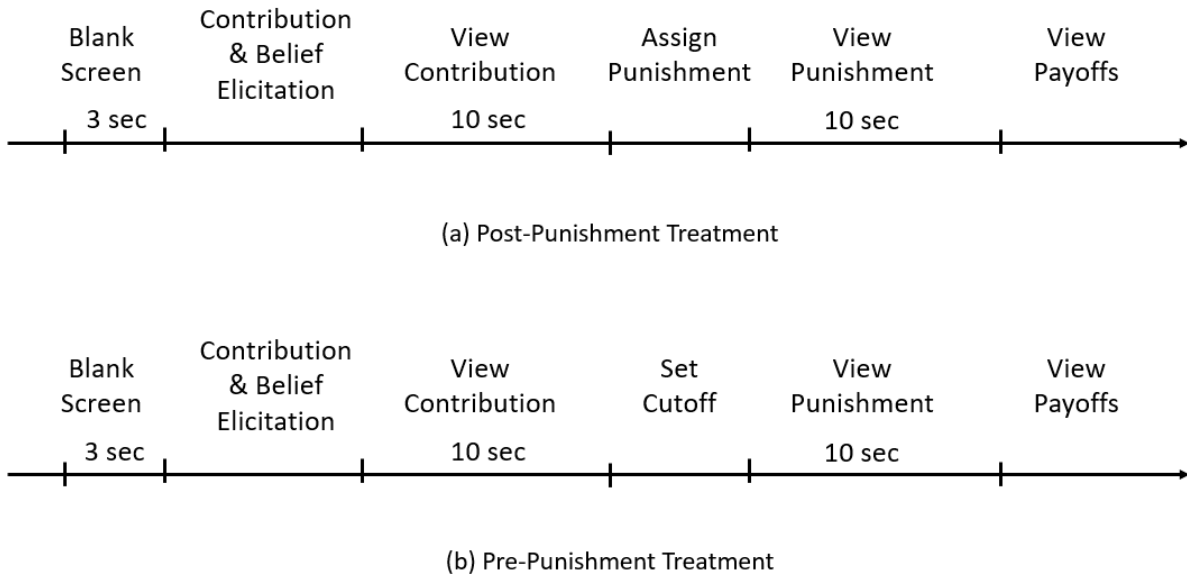 Blank
Screen
Contribution
& Belief
Elicitation
View
Contribution
Assign
Punishment
View
Punishment
View
Payoffs
3 sec
10 sec
10 sec
(a) Post-Punishment Treatment
Blank
Screen
Contribution
& Belief
Elicitation
View
Contribution
Set
Cutoff
View
Punishment
View
Payoffs
3 sec
10 sec
10 sec
(b) Pre-Punishment Treatment